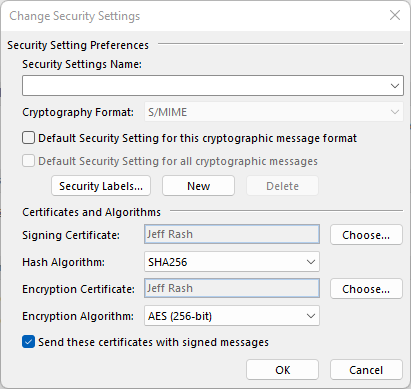 Change Security Settings
Security Setting Preferences
Security Settings Name:
Cryptography Format: S/MIME
Default Security Setting for this cryptographic message format
Default Security Setting for all cryptographic messages
Security Labels... New Delete
Certificates and Algorithms
Signing Certificate: Jeff Rash Choose...
Hash Algorithm: SHA256
Encryption Certificate: Jeff Rash Choose...
Encryption Algorithm: AES (256-bit)
Send these certificates with signed messages
OK Cancel